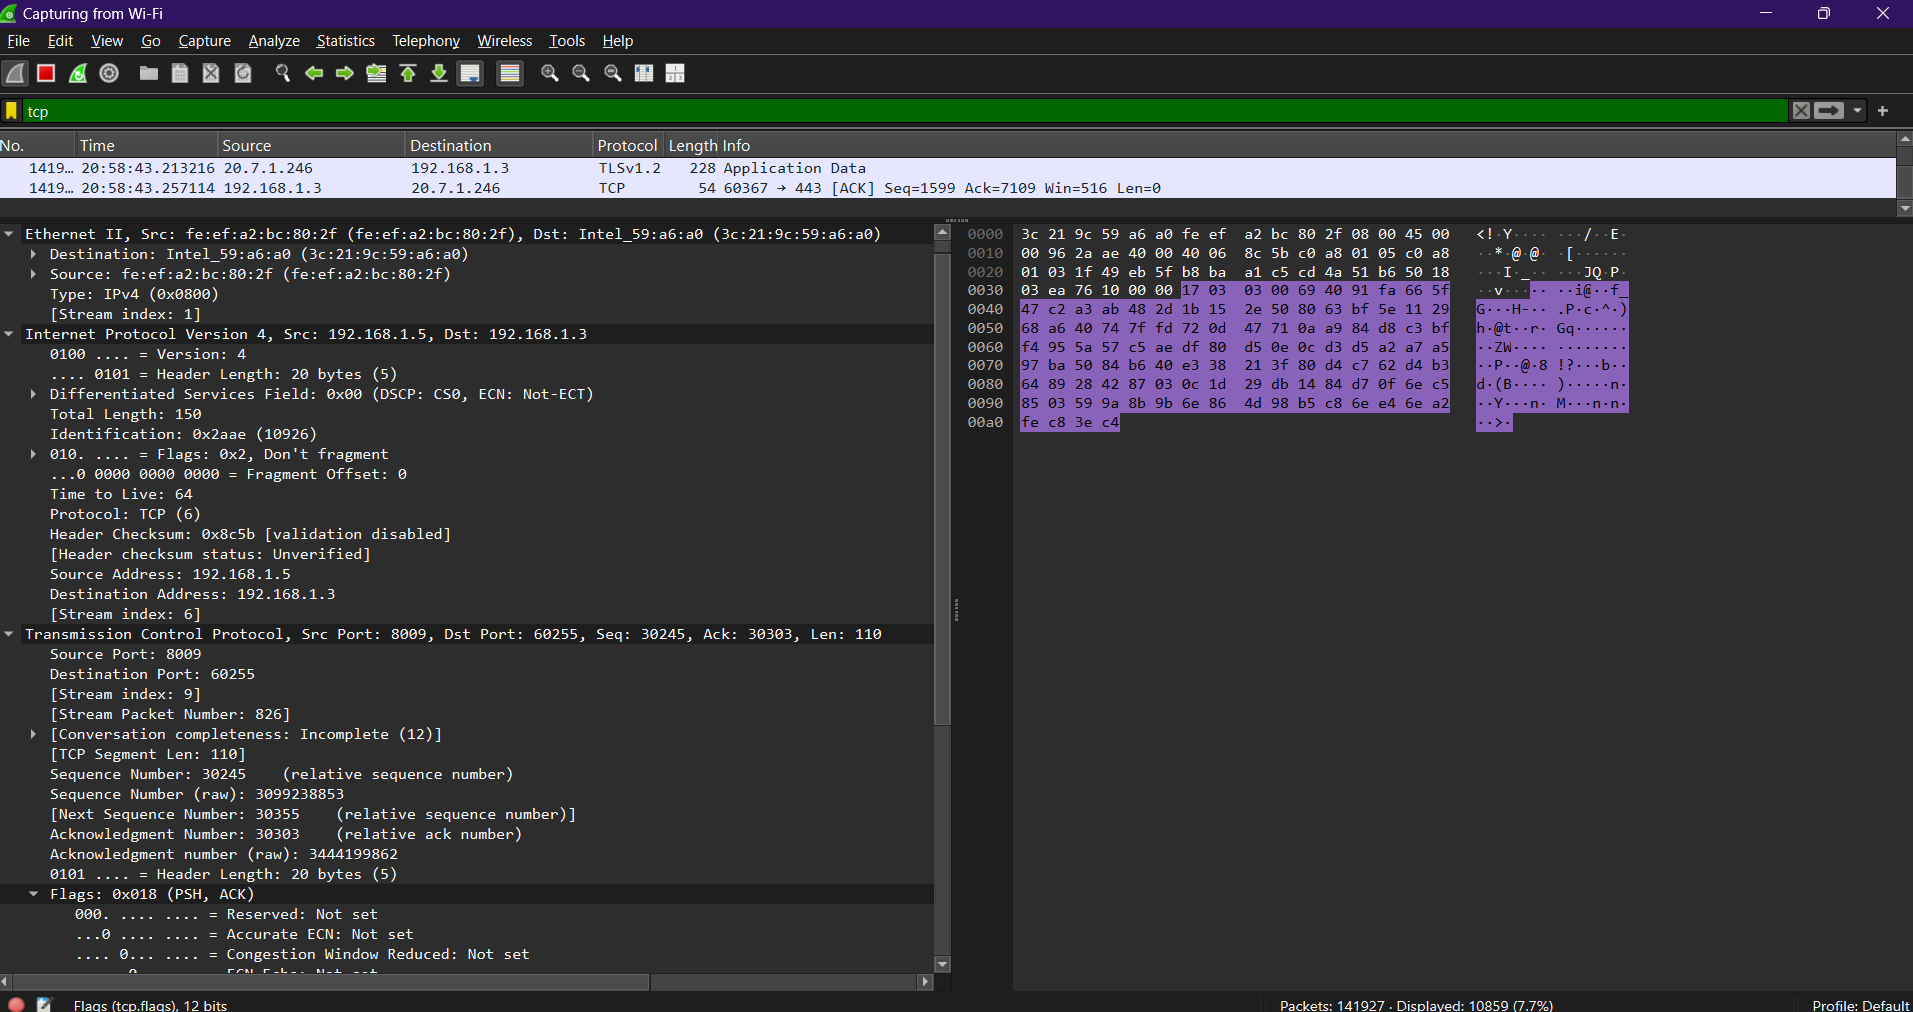 Capturing from Wi-Fi
File Edit View Go Capture Analyze Statistics Telephony Wireless Tools Help
tcp
No. Time Source Destination Protocol Length Info
1419… 20:58:43.213216 20.7.1.246 192.168.1.3 TLSv1.2 228 Application Data
1419… 20:58:43.257114 192.168.1.3 20.7.1.246 TCP 54 60367 → 443 [ACK] Seq=1599 Ack=7109 Win=516 Len=0
Ethernet II, Src: fe:ef:a2:bc:80:2f (fe:ef:a2:bc:80:2f), Dst: Intel_59:a6:a0 (3c:21:9c:59:a6:a0)
Destination: Intel_59:a6:a0 (3c:21:9c:59:a6:a0)
Source: fe:ef:a2:bc:80:2f (fe:ef:a2:bc:80:2f)
Type: IPv4 (0x0800)
[Stream index: 1]
Internet Protocol Version 4, Src: 192.168.1.5, Dst: 192.168.1.3
0100 .... = Version: 4
.... 0101 = Header Length: 20 bytes (5)
Differentiated Services Field: 0x00 (DSCP: CS0, ECN: Not-ECT)
Total Length: 150
Identification: 0x2aae (10926)
010. .... = Flags: 0x2, Don't fragment
...0 0000 0000 0000 = Fragment Offset: 0
Time to Live: 64
Protocol: TCP (6)
Header Checksum: 0x8c5b [validation disabled]
[Header checksum status: Unverified]
Source Address: 192.168.1.5
Destination Address: 192.168.1.3
[Stream index: 6]
Transmission Control Protocol, Src Port: 8009, Dst Port: 60255, Seq: 30245, Ack: 30303, Len: 110
Source Port: 8009
Destination Port: 60255
[Stream index: 9]
[Stream Packet Number: 826]
[Conversation completeness: Incomplete (12)]
[TCP Segment Len: 110]
Sequence Number: 30245 (relative sequence number)
Sequence Number (raw): 3099238853
[Next Sequence Number: 30355 (relative sequence number)]
Acknowledgment Number: 30303 (relative ack number)
Acknowledgment number (raw): 3444199862
0101 .... = Header Length: 20 bytes (5)
Flags: 0x018 (PSH, ACK)
000. .... .... = Reserved: Not set
...0 .... .... = Accurate ECN: Not set
.... 0... .... = Congestion Window Reduced: Not set
0000 3c 21 9c 59 a6 a0 fe ef a2 bc 80 2f 08 00 45 00 <!·Y···· ···/··E·
0010 00 96 2a ae 40 00 40 06 8c 5b c0 a8 01 05 c0 a8 ··*·@·@· ·[······
0020 01 03 1f 49 eb 5f b8 ba a1 c5 cd 4a 51 b6 50 18 ···I·_·· ···JQ·P·
0030 03 ea 76 10 00 00 17 03 03 00 69 40 91 fa 66 5f ··v····· ··i@··f_
0040 47 c2 a3 ab 48 2d 1b 15 2e 50 80 63 bf 5e 11 29 G···H-·· .P·c·^·)
0050 68 a6 40 74 7f fd 72 0d 47 71 0a a9 84 d8 c3 bf h·@t··r· Gq······
0060 f4 95 5a 57 c5 ae df 80 d5 0e 0c d3 d5 a2 a7 a5 ··ZW···· ········
0070 97 ba 50 84 b6 40 e3 38 21 3f 80 d4 c7 62 d4 b3 ··P··@·8 !?···b··
0080 64 89 28 42 87 03 0c 1d 29 db 14 84 d7 0f 6e c5 d·(B···· )·····n·
0090 85 03 59 9a 8b 9b 6e 86 4d 98 b5 c8 6e e4 6e a2 ··Y···n· M···n·n·
00a0 fe c8 3e c4 ··>·
Flags (tcp.flags), 12 bits
Packets: 141927 · Displayed: 10859 (7.7%)
Profile: Default